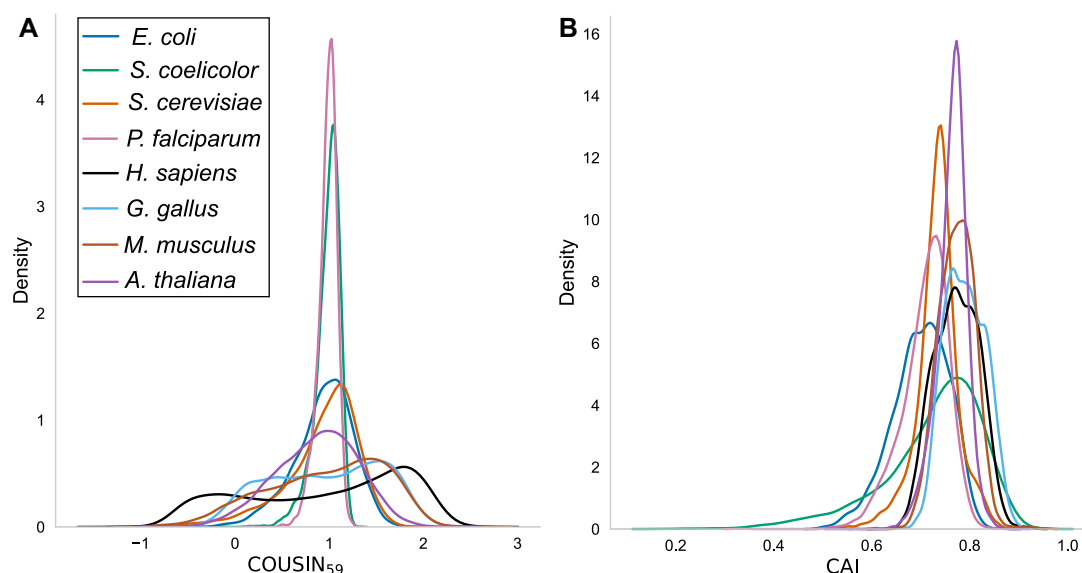 A
E. coli
S. coelicolor
S. cerevisiae
P. falciparum
H. sapiens
G. gallus
M. musculus
A. thaliana
Density
4
3
2
1
0
−1 0 1 2 3
COUSIN59
B
Density
16
14
12
10
8
6
4
2
0
0.2 0.4 0.6 0.8 1.0
CAI